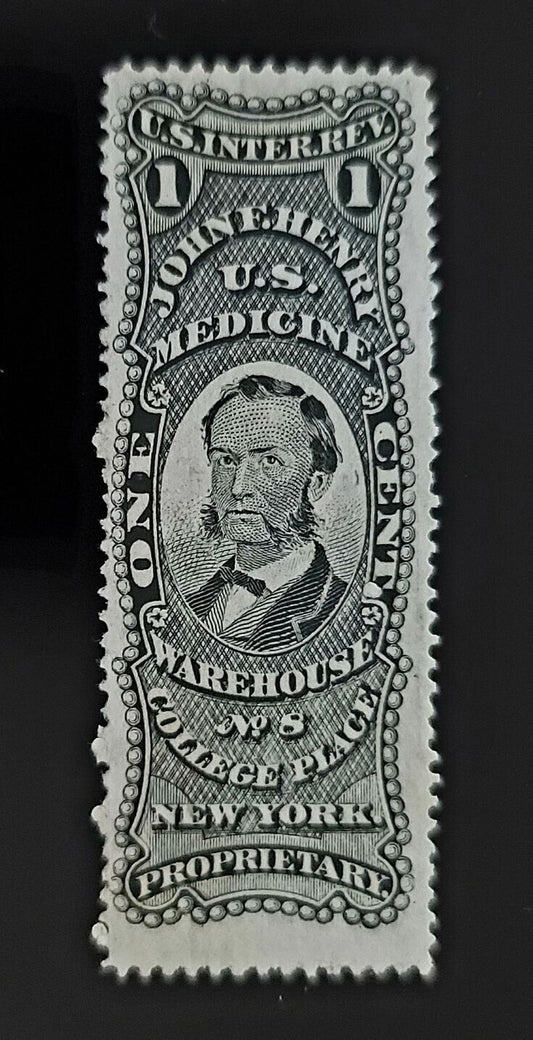 U.S. INTER. REV.
1 1
JOHN F. HENRY
U.S.
MEDICINE
ONE CENT.
WAREHOUSE
No 8
COLLEGE PLACE
NEW YORK
PROPRIETARY.